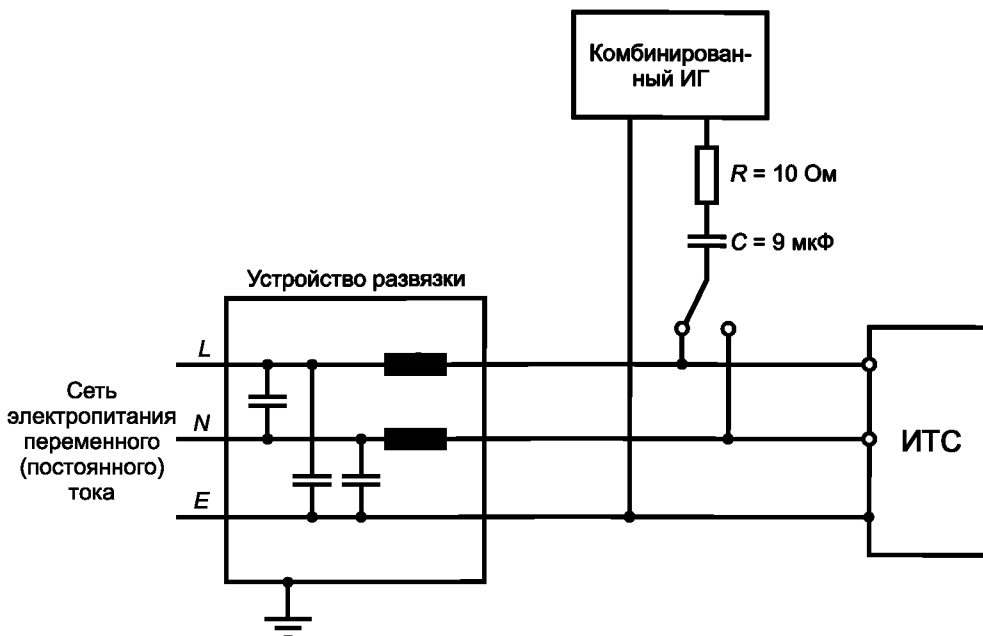 Комбинирован-
ный ИГ
R = 10 Ом
C = 9 мкФ
Устройство развязки
L
Сеть
электропитания
переменного
(постоянного)
тока
N
E
ИТС